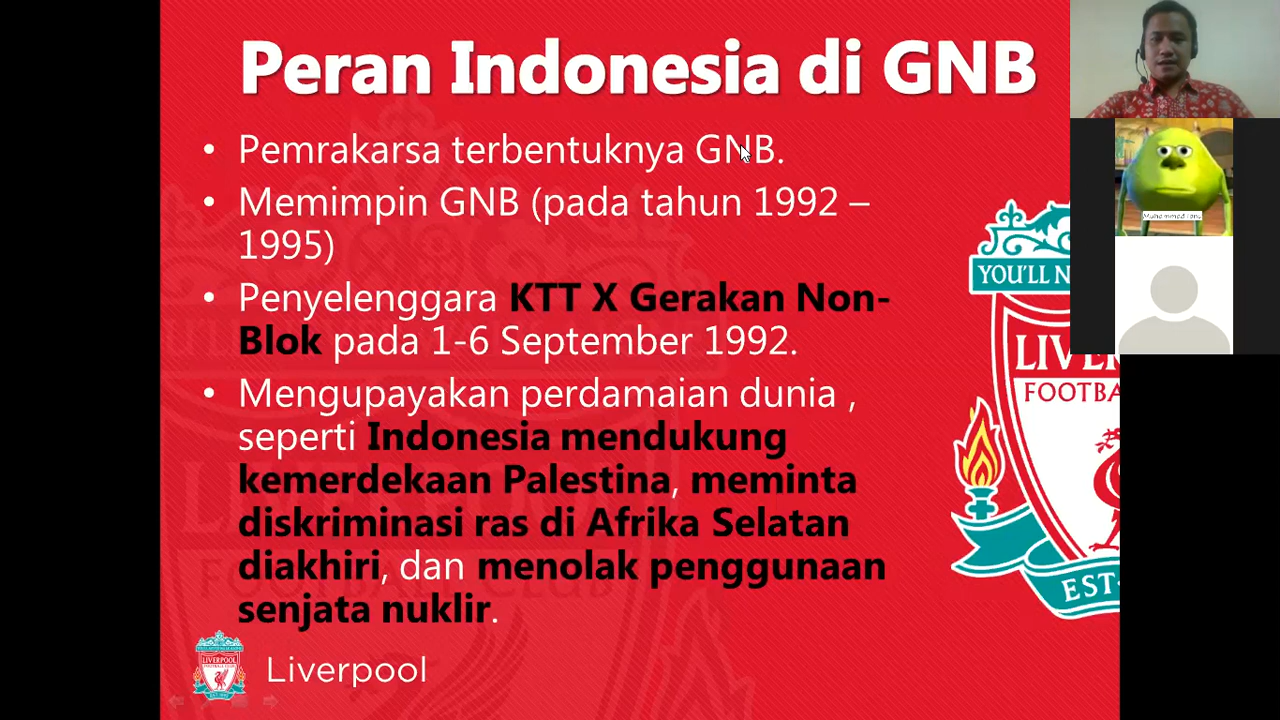 Peran Indonesia di GNB
• Pemrakarsa terbentuknya GNB.
• Memimpin GNB (pada tahun 1992 –
1995)
• Penyelenggara KTT X Gerakan Non-
Blok pada 1-6 September 1992.
• Mengupayakan perdamaian dunia ,
seperti Indonesia mendukung
kemerdekaan Palestina, meminta
diskriminasi ras di Afrika Selatan
diakhiri, dan menolak penggunaan
senjata nuklir.
Liverpool
YOU'LL
FOOTBA
EST